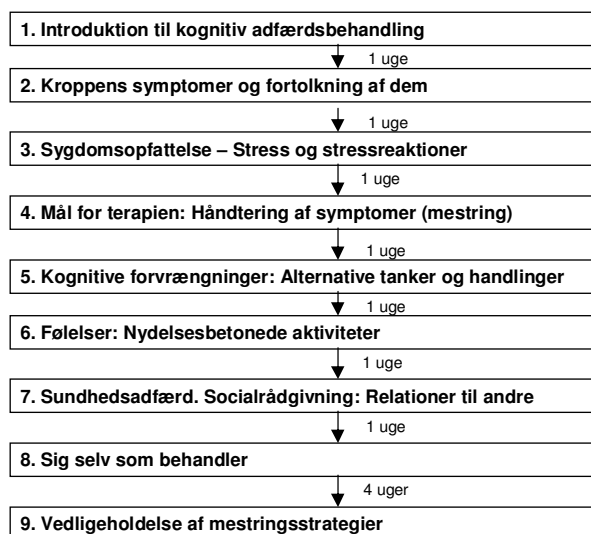 1. Introduktion til kognitiv adfærdsbehandling
1 uge
2. Kroppens symptomer og fortolkning af dem
1 uge
3. Sygdomsopfattelse – Stress og stressreaktioner
1 uge
4. Mål for terapien: Håndtering af symptomer (mestring)
1 uge
5. Kognitive forvrængninger: Alternative tanker og handlinger
1 uge
6. Følelser: Nydelsesbetonede aktiviteter
1 uge
7. Sundhedsadfærd. Socialrådgivning: Relationer til andre
1 uge
8. Sig selv som behandler
4 uger
9. Vedligeholdelse af mestringsstrategier